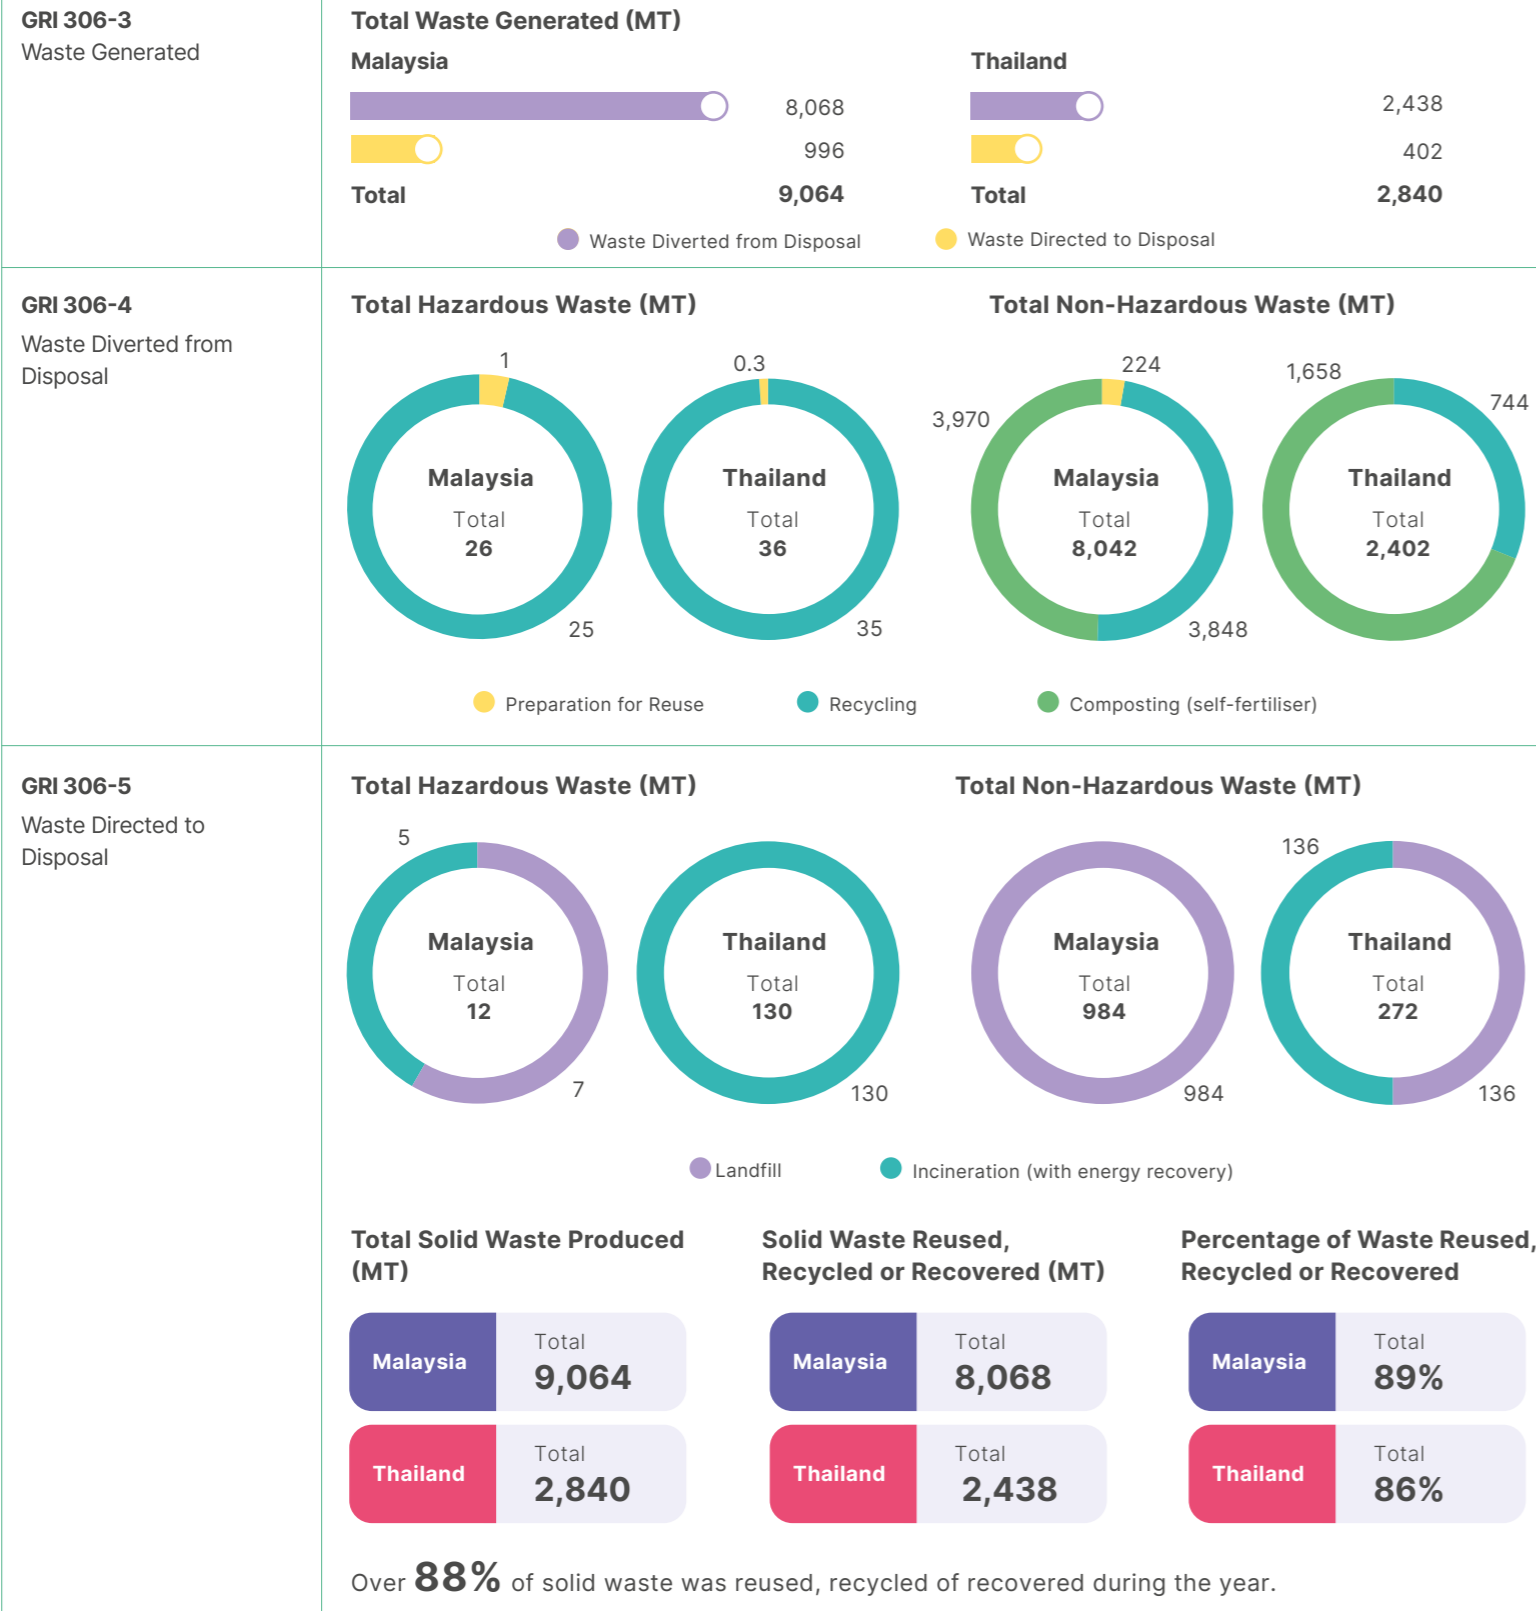 GRI 306-3
Waste Generated
Total Waste Generated (MT)
Malaysia
8,068
996
Total
9,064
Thailand
2,438
402
Total
2,840
Waste Diverted from Disposal
Waste Directed to Disposal
GRI 306-4
Waste Diverted from
Disposal
Total Hazardous Waste (MT)
1
Malaysia
Total
26
25
0.3
Thailand
Total
36
35
Total Non-Hazardous Waste (MT)
224
3,970
Malaysia
Total
8,042
3,848
1,658
744
Thailand
Total
2,402
Preparation for Reuse
Recycling
Composting (self-fertiliser)
GRI 306-5
Waste Directed to
Disposal
Total Hazardous Waste (MT)
5
Malaysia
Total
12
7
Thailand
Total
130
130
Total Non-Hazardous Waste (MT)
Malaysia
Total
984
984
136
Thailand
Total
272
136
Landfill
Incineration (with energy recovery)
Total Solid Waste Produced
(MT)
Malaysia
Total
9,064
Thailand
Total
2,840
Solid Waste Reused,
Recycled or Recovered (MT)
Malaysia
Total
8,068
Thailand
Total
2,438
Percentage of Waste Reused,
Recycled or Recovered
Malaysia
Total
89%
Thailand
Total
86%
Over 88% of solid waste was reused, recycled of recovered during the year.